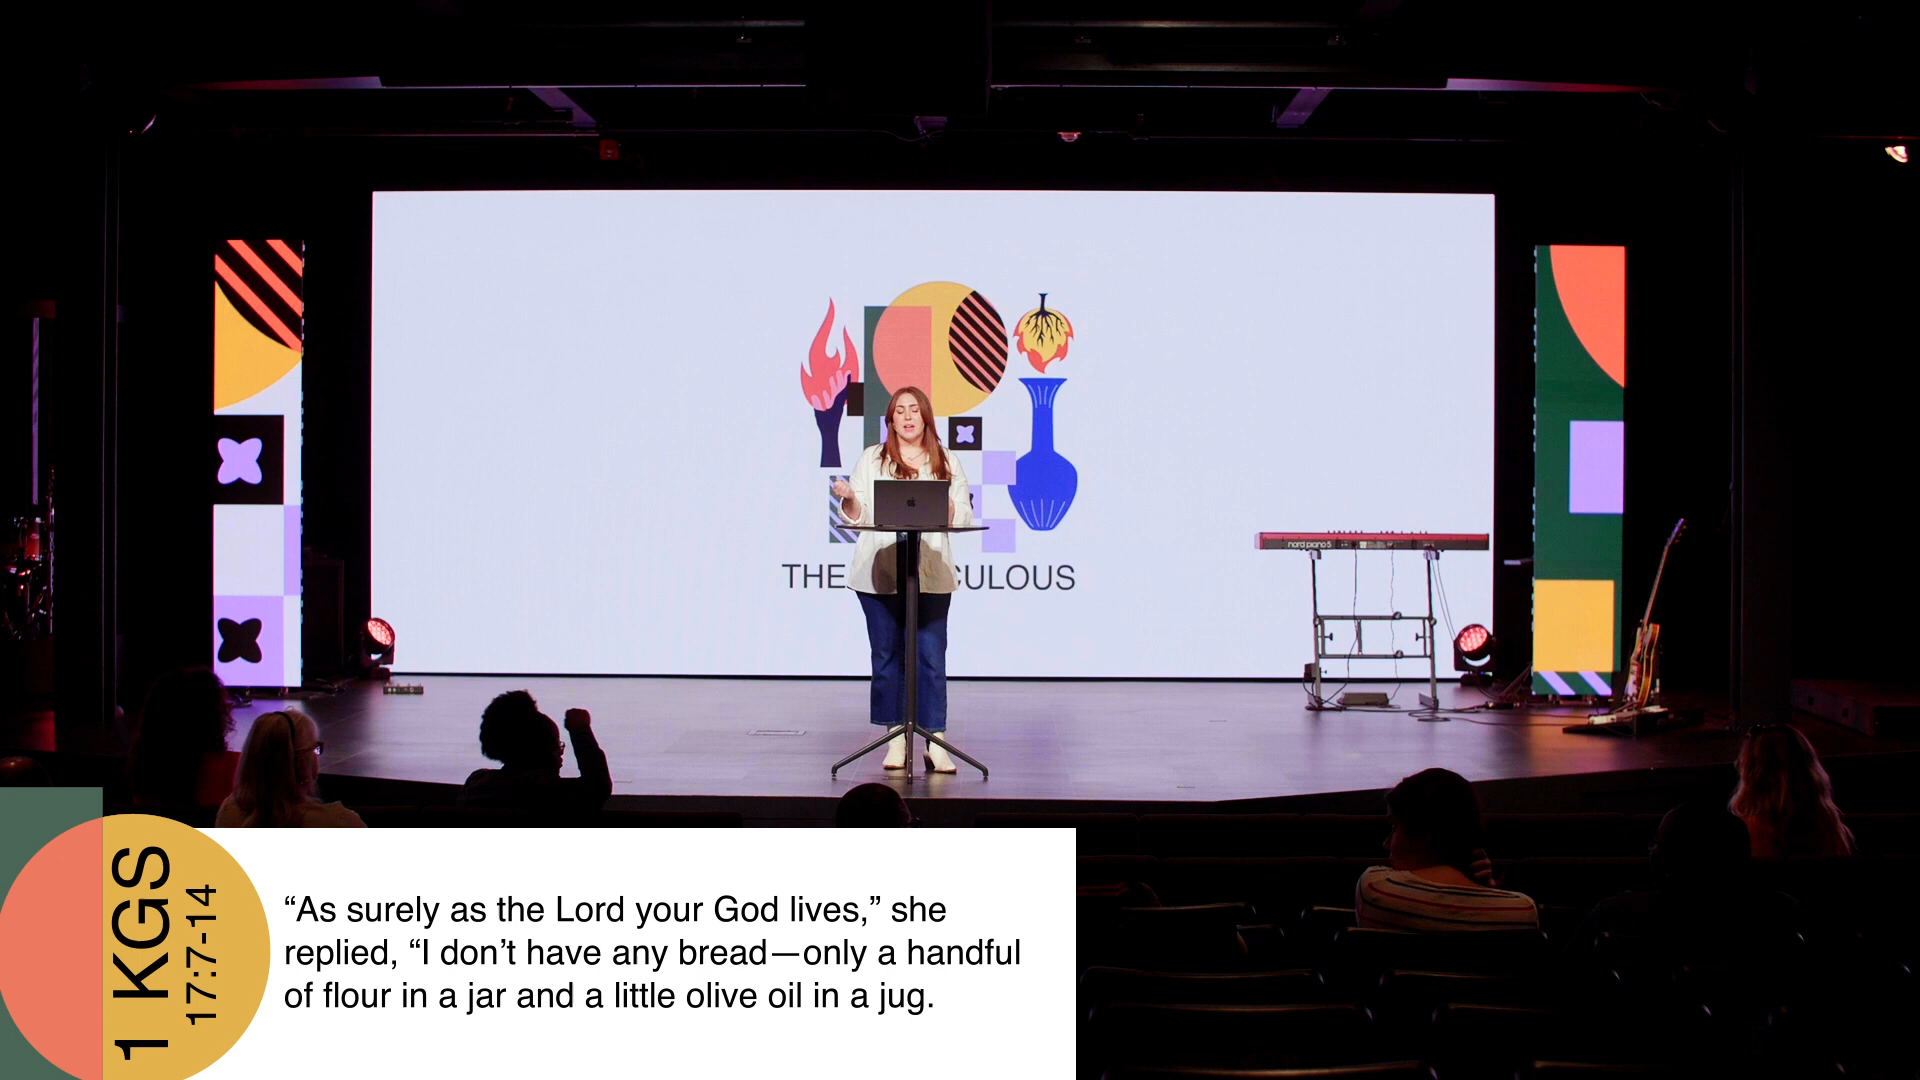 THE CULOUS
nord piano 5
1 KGS
17:7-14
“As surely as the Lord your God lives,” she
replied, “I don’t have any bread—only a handful
of flour in a jar and a little olive oil in a jug.